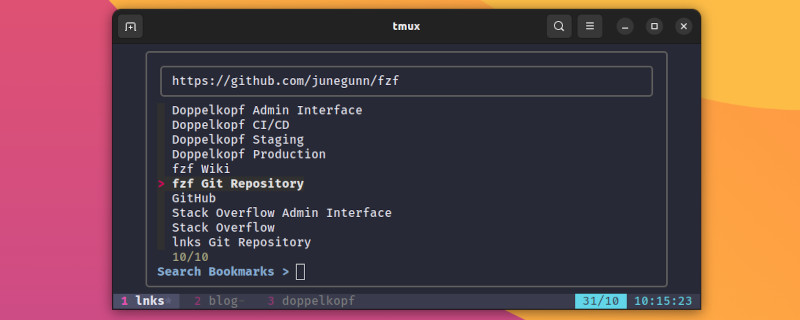 tmux
https://github.com/junegunn/fzf
Doppelkopf Admin Interface
Doppelkopf CI/CD
Doppelkopf Staging
Doppelkopf Production
fzf Wiki
> fzf Git Repository
GitHub
Stack Overflow Admin Interface
Stack Overflow
lnks Git Repository
10/10
Search Bookmarks >
1 lnks* 2 blog- 3 doppelkopf 31/10 10:15:23